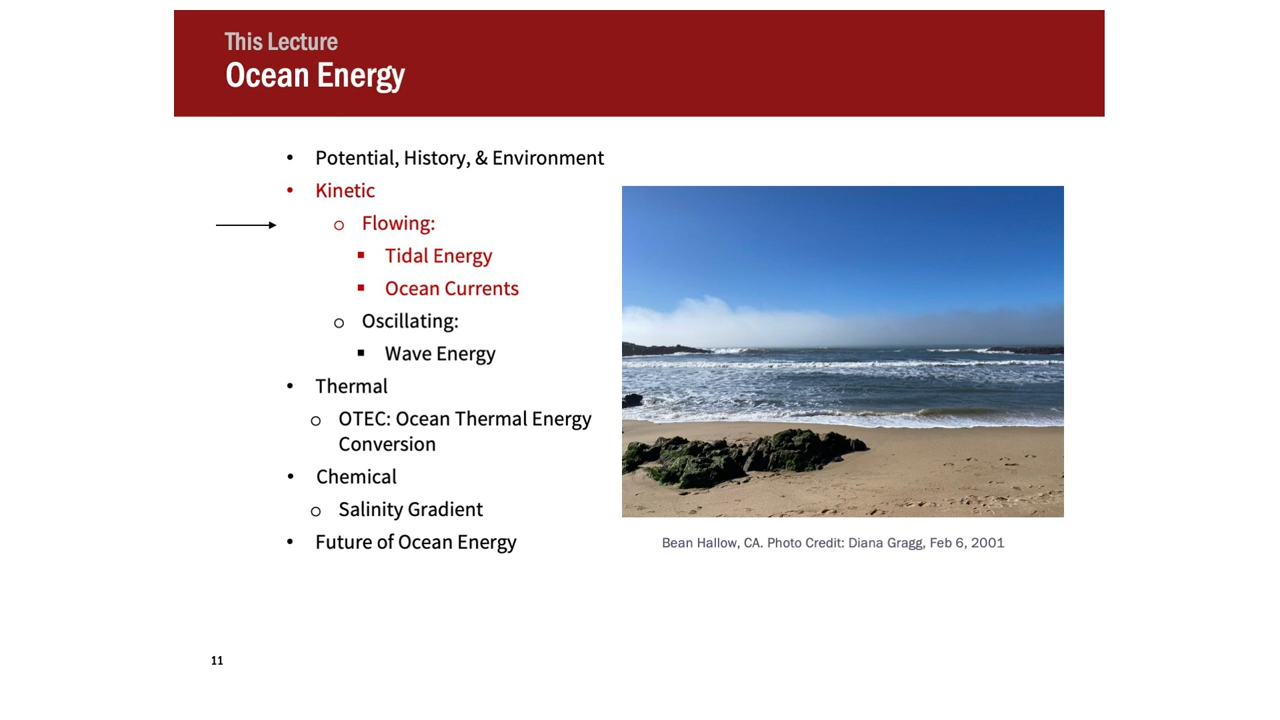 This Lecture
Ocean Energy
• Potential, History, & Environment
• Kinetic
o Flowing:
▪ Tidal Energy
▪ Ocean Currents
o Oscillating:
▪ Wave Energy
• Thermal
o OTEC: Ocean Thermal Energy
Conversion
• Chemical
o Salinity Gradient
• Future of Ocean Energy
Bean Hallow, CA. Photo Credit: Diana Gragg, Feb 6, 2001
11